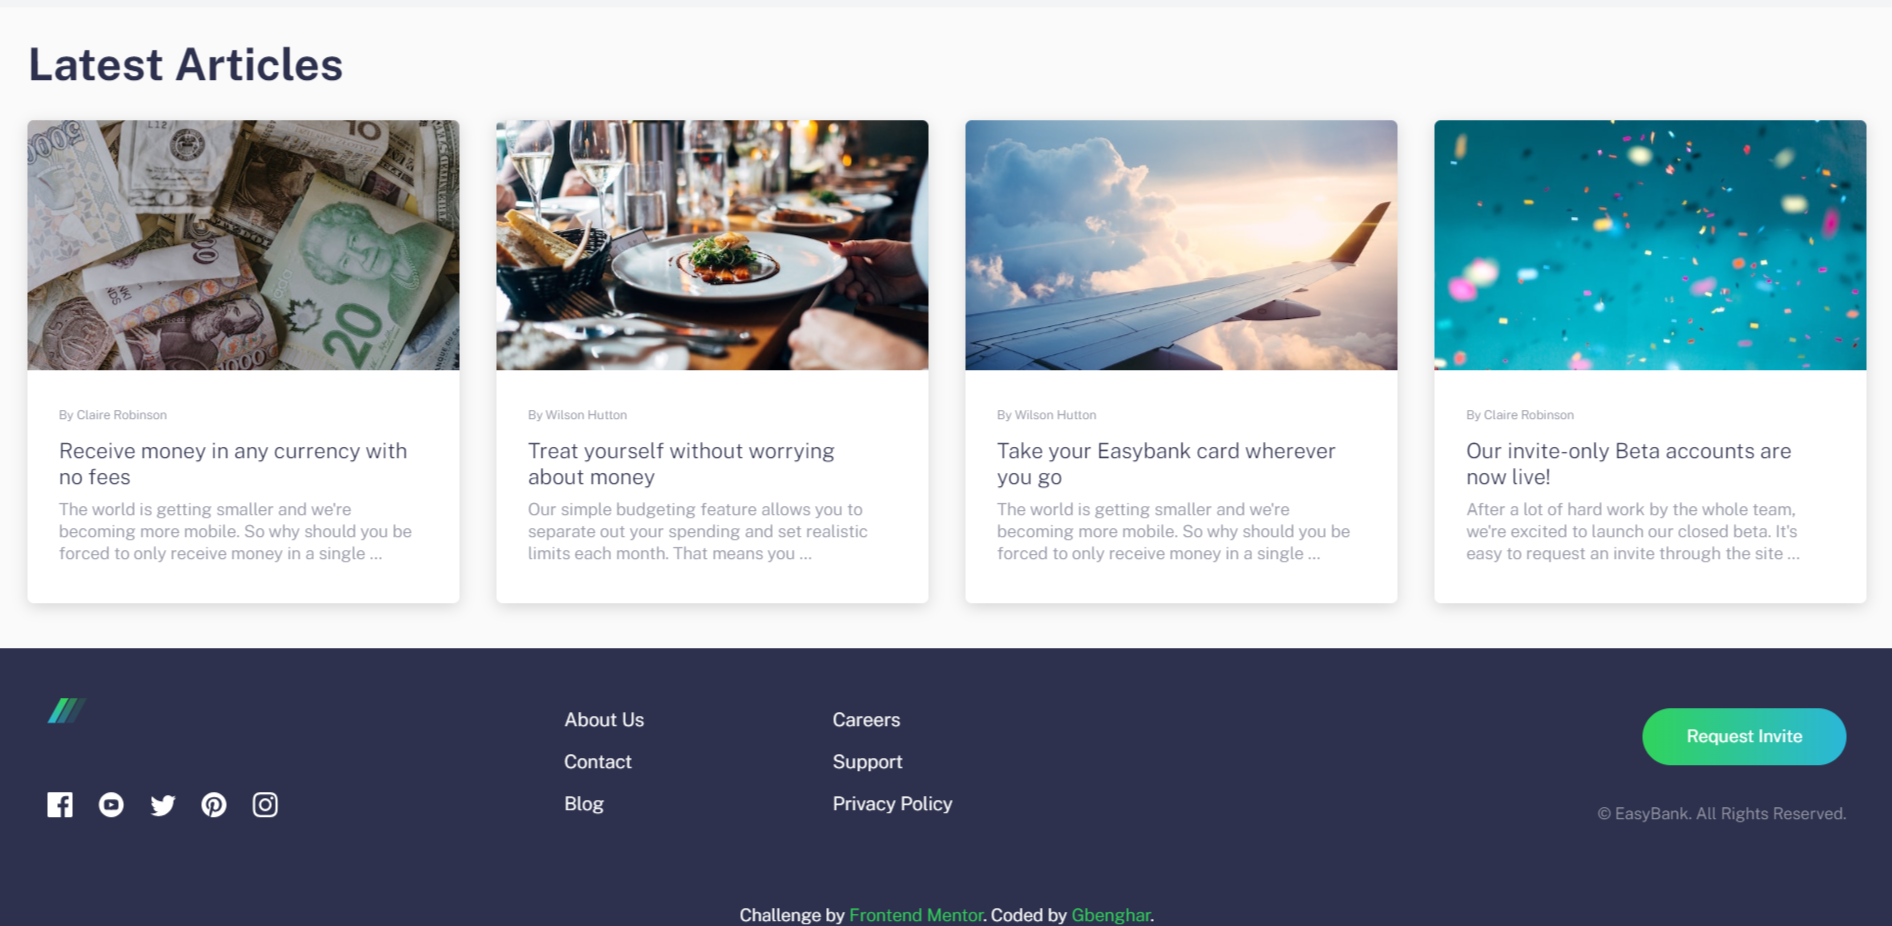 Latest Articles
By Claire Robinson
Receive money in any currency with
no fees
The world is getting smaller and we're
becoming more mobile. So why should you be
forced to only receive money in a single ...
By Wilson Hutton
Treat yourself without worrying
about money
Our simple budgeting feature allows you to
separate out your spending and set realistic
limits each month. That means you ...
By Wilson Hutton
Take your Easybank card wherever
you go
The world is getting smaller and we're
becoming more mobile. So why should you be
forced to only receive money in a single ...
By Claire Robinson
Our invite-only Beta accounts are
now live!
After a lot of hard work by the whole team,
we're excited to launch our closed beta. It's
easy to request an invite through the site ...
10
20
About Us
Contact
Blog
Careers
Support
Privacy Policy
Request Invite
© EasyBank. All Rights Reserved.
Challenge by Frontend Mentor. Coded by Gbenghar.